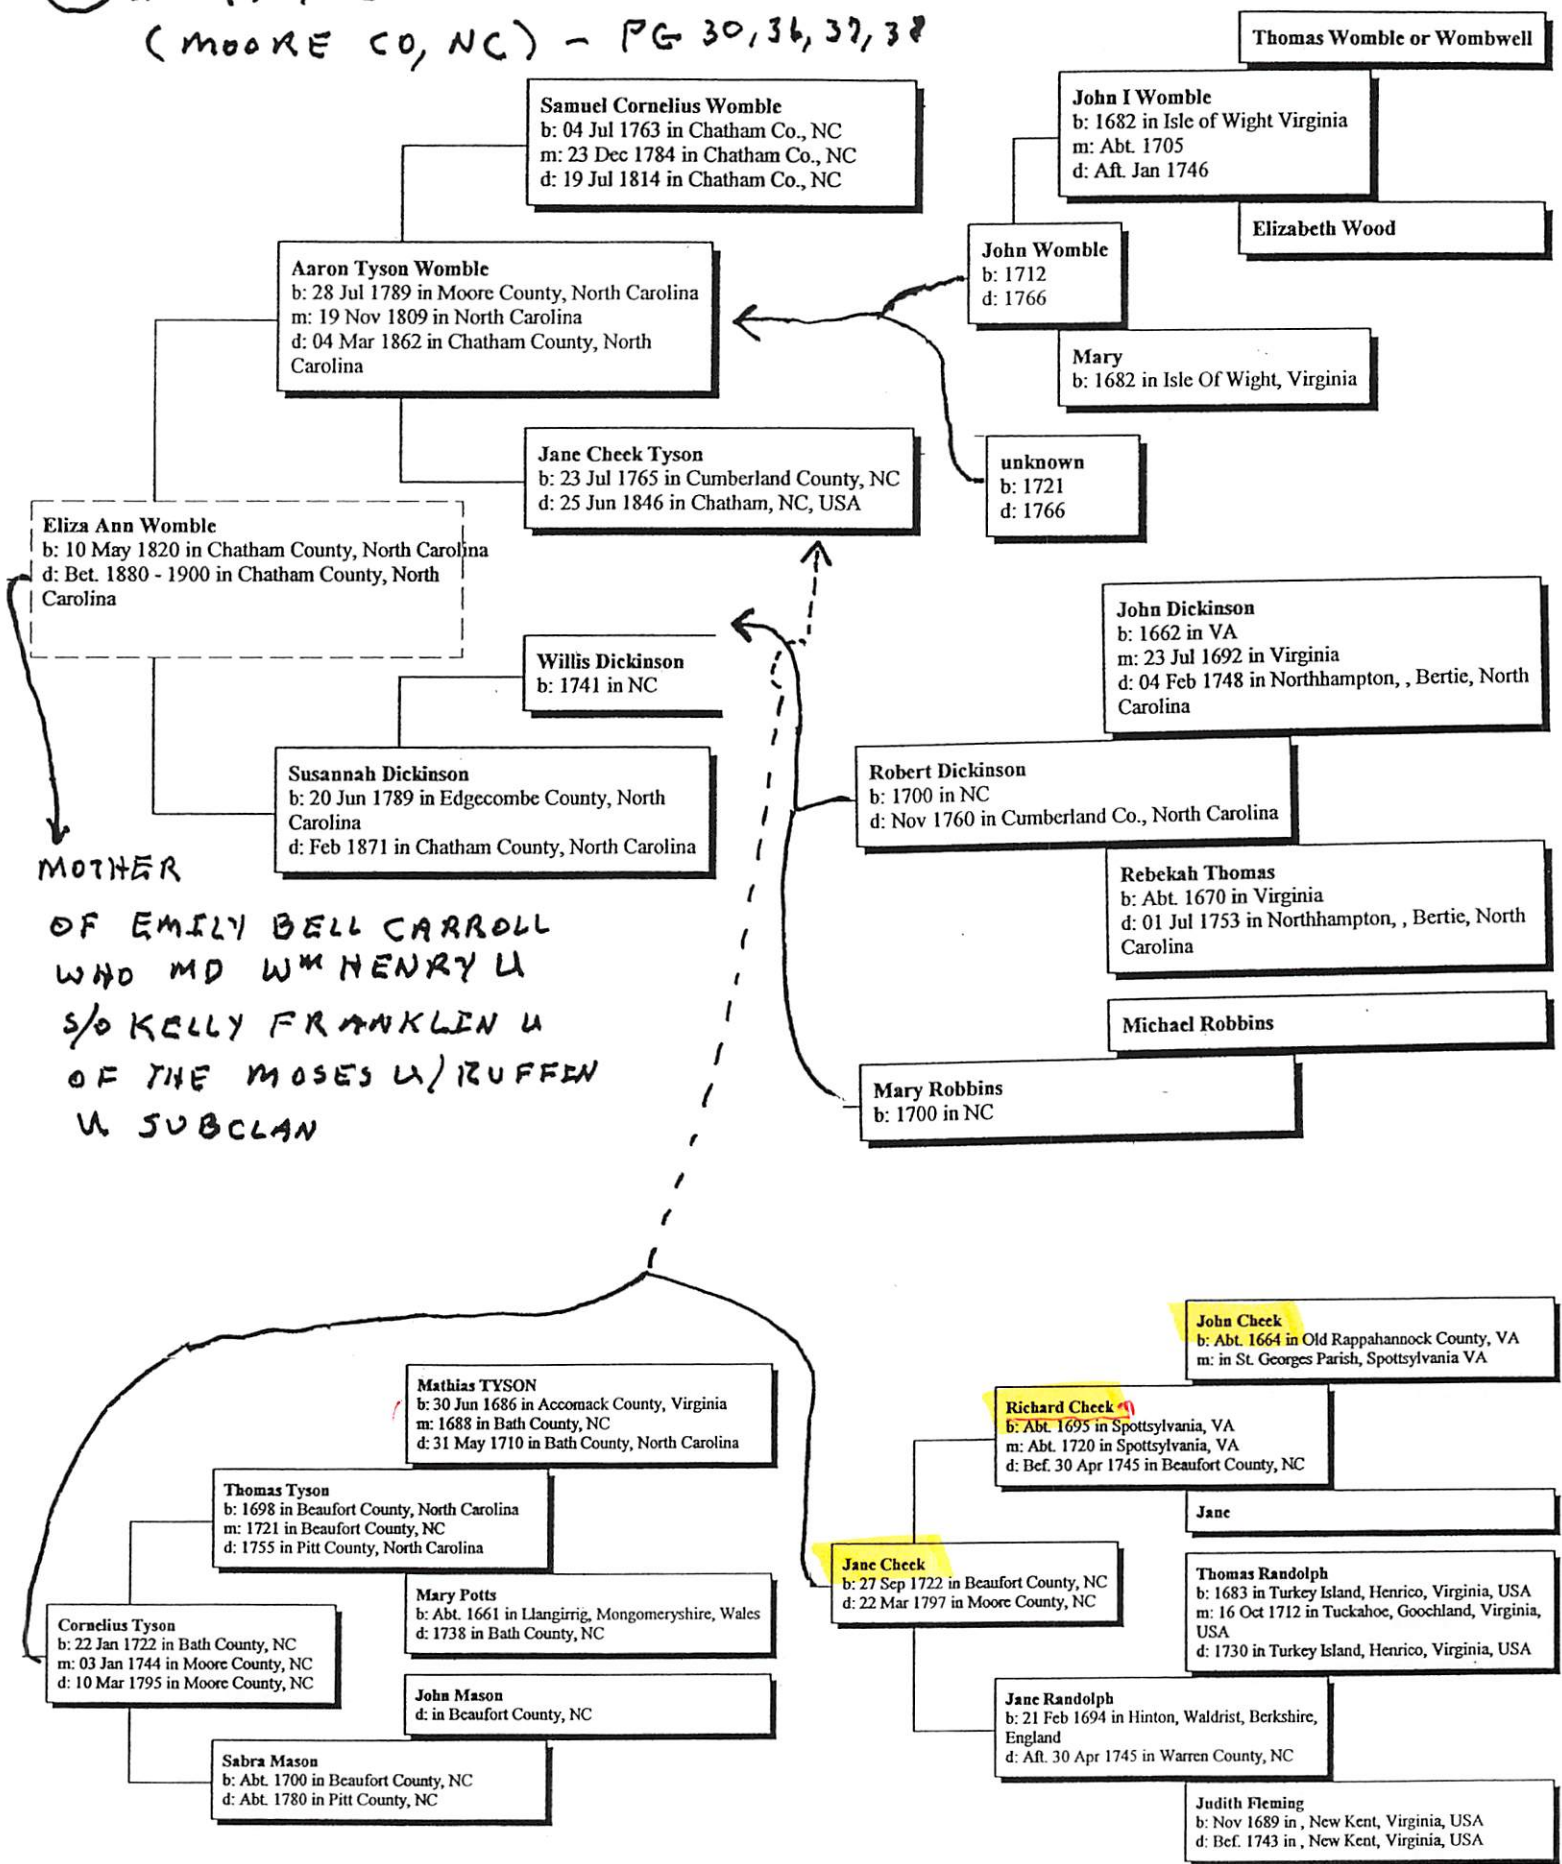 (MOORE CO, NC) - PG 30, 36, 37, 38
Thomas Womble or Wombwell
John I Womble
b: 1682 in Isle of Wight Virginia
m: Abt. 1705
d: Aft. Jan 1746
Elizabeth Wood
Samuel Cornelius Womble
b: 04 Jul 1763 in Chatham Co., NC
m: 23 Dec 1784 in Chatham Co., NC
d: 19 Jul 1814 in Chatham Co., NC
John Womble
b: 1712
d: 1766
Aaron Tyson Womble
b: 28 Jul 1789 in Moore County, North Carolina
m: 19 Nov 1809 in North Carolina
d: 04 Mar 1862 in Chatham County, North
Carolina
Mary
b: 1682 in Isle Of Wight, Virginia
Jane Cheek Tyson
b: 23 Jul 1765 in Cumberland County, NC
d: 25 Jun 1846 in Chatham, NC, USA
unknown
b: 1721
d: 1766
Eliza Ann Womble
b: 10 May 1820 in Chatham County, North Carolina
d: Bet. 1880 - 1900 in Chatham County, North
Carolina
Willis Dickinson
b: 1741 in NC
John Dickinson
b: 1662 in VA
m: 23 Jul 1692 in Virginia
d: 04 Feb 1748 in Northhampton, , Bertie, North
Carolina
Susannah Dickinson
b: 20 Jun 1789 in Edgecombe County, North
Carolina
d: Feb 1871 in Chatham County, North Carolina
Robert Dickinson
b: 1700 in NC
d: Nov 1760 in Cumberland Co., North Carolina
Rebekah Thomas
b: Abt. 1670 in Virginia
d: 01 Jul 1753 in Northhampton, , Bertie, North
Carolina
Michael Robbins
Mary Robbins
b: 1700 in NC
MOTHER
OF EMILY BELL CARROLL
WHO MD Wm HENRY U
S/O KELLY FRANKLIN U
OF THE MOSES U/RUFFIN
U SUBCLAN
John Cheek
b: Abt. 1664 in Old Rappahannock County, VA
m: in St. Georges Parish, Spottsylvania VA
Mathias TYSON
b: 30 Jun 1686 in Accomack County, Virginia
m: 1688 in Bath County, NC
d: 31 May 1710 in Bath County, North Carolina
Richard Cheek
b: Abt. 1695 in Spottsylvania, VA
m: Abt. 1720 in Spottsylvania, VA
d: Bef. 30 Apr 1745 in Beaufort County, NC
Thomas Tyson
b: 1698 in Beaufort County, North Carolina
m: 1721 in Beaufort County, NC
d: 1755 in Pitt County, North Carolina
Jane
Jane Cheek
b: 27 Sep 1722 in Beaufort County, NC
d: 22 Mar 1797 in Moore County, NC
Mary Potts
b: Abt. 1661 in Llangirrig, Mongomeryshire, Wales
d: 1738 in Bath County, NC
Thomas Randolph
b: 1683 in Turkey Island, Henrico, Virginia, USA
m: 16 Oct 1712 in Tuckahoe, Goochland, Virginia,
USA
d: 1730 in Turkey Island, Henrico, Virginia, USA
Cornelius Tyson
b: 22 Jan 1722 in Bath County, NC
m: 03 Jan 1744 in Moore County, NC
d: 10 Mar 1795 in Moore County, NC
John Mason
d: in Beaufort County, NC
Jane Randolph
b: 21 Feb 1694 in Hinton, Waldrist, Berkshire,
England
d: Aft. 30 Apr 1745 in Warren County, NC
Sabra Mason
b: Abt. 1700 in Beaufort County, NC
d: Abt. 1780 in Pitt County, NC
Judith Fleming
b: Nov 1689 in , New Kent, Virginia, USA
d: Bef. 1743 in , New Kent, Virginia, USA